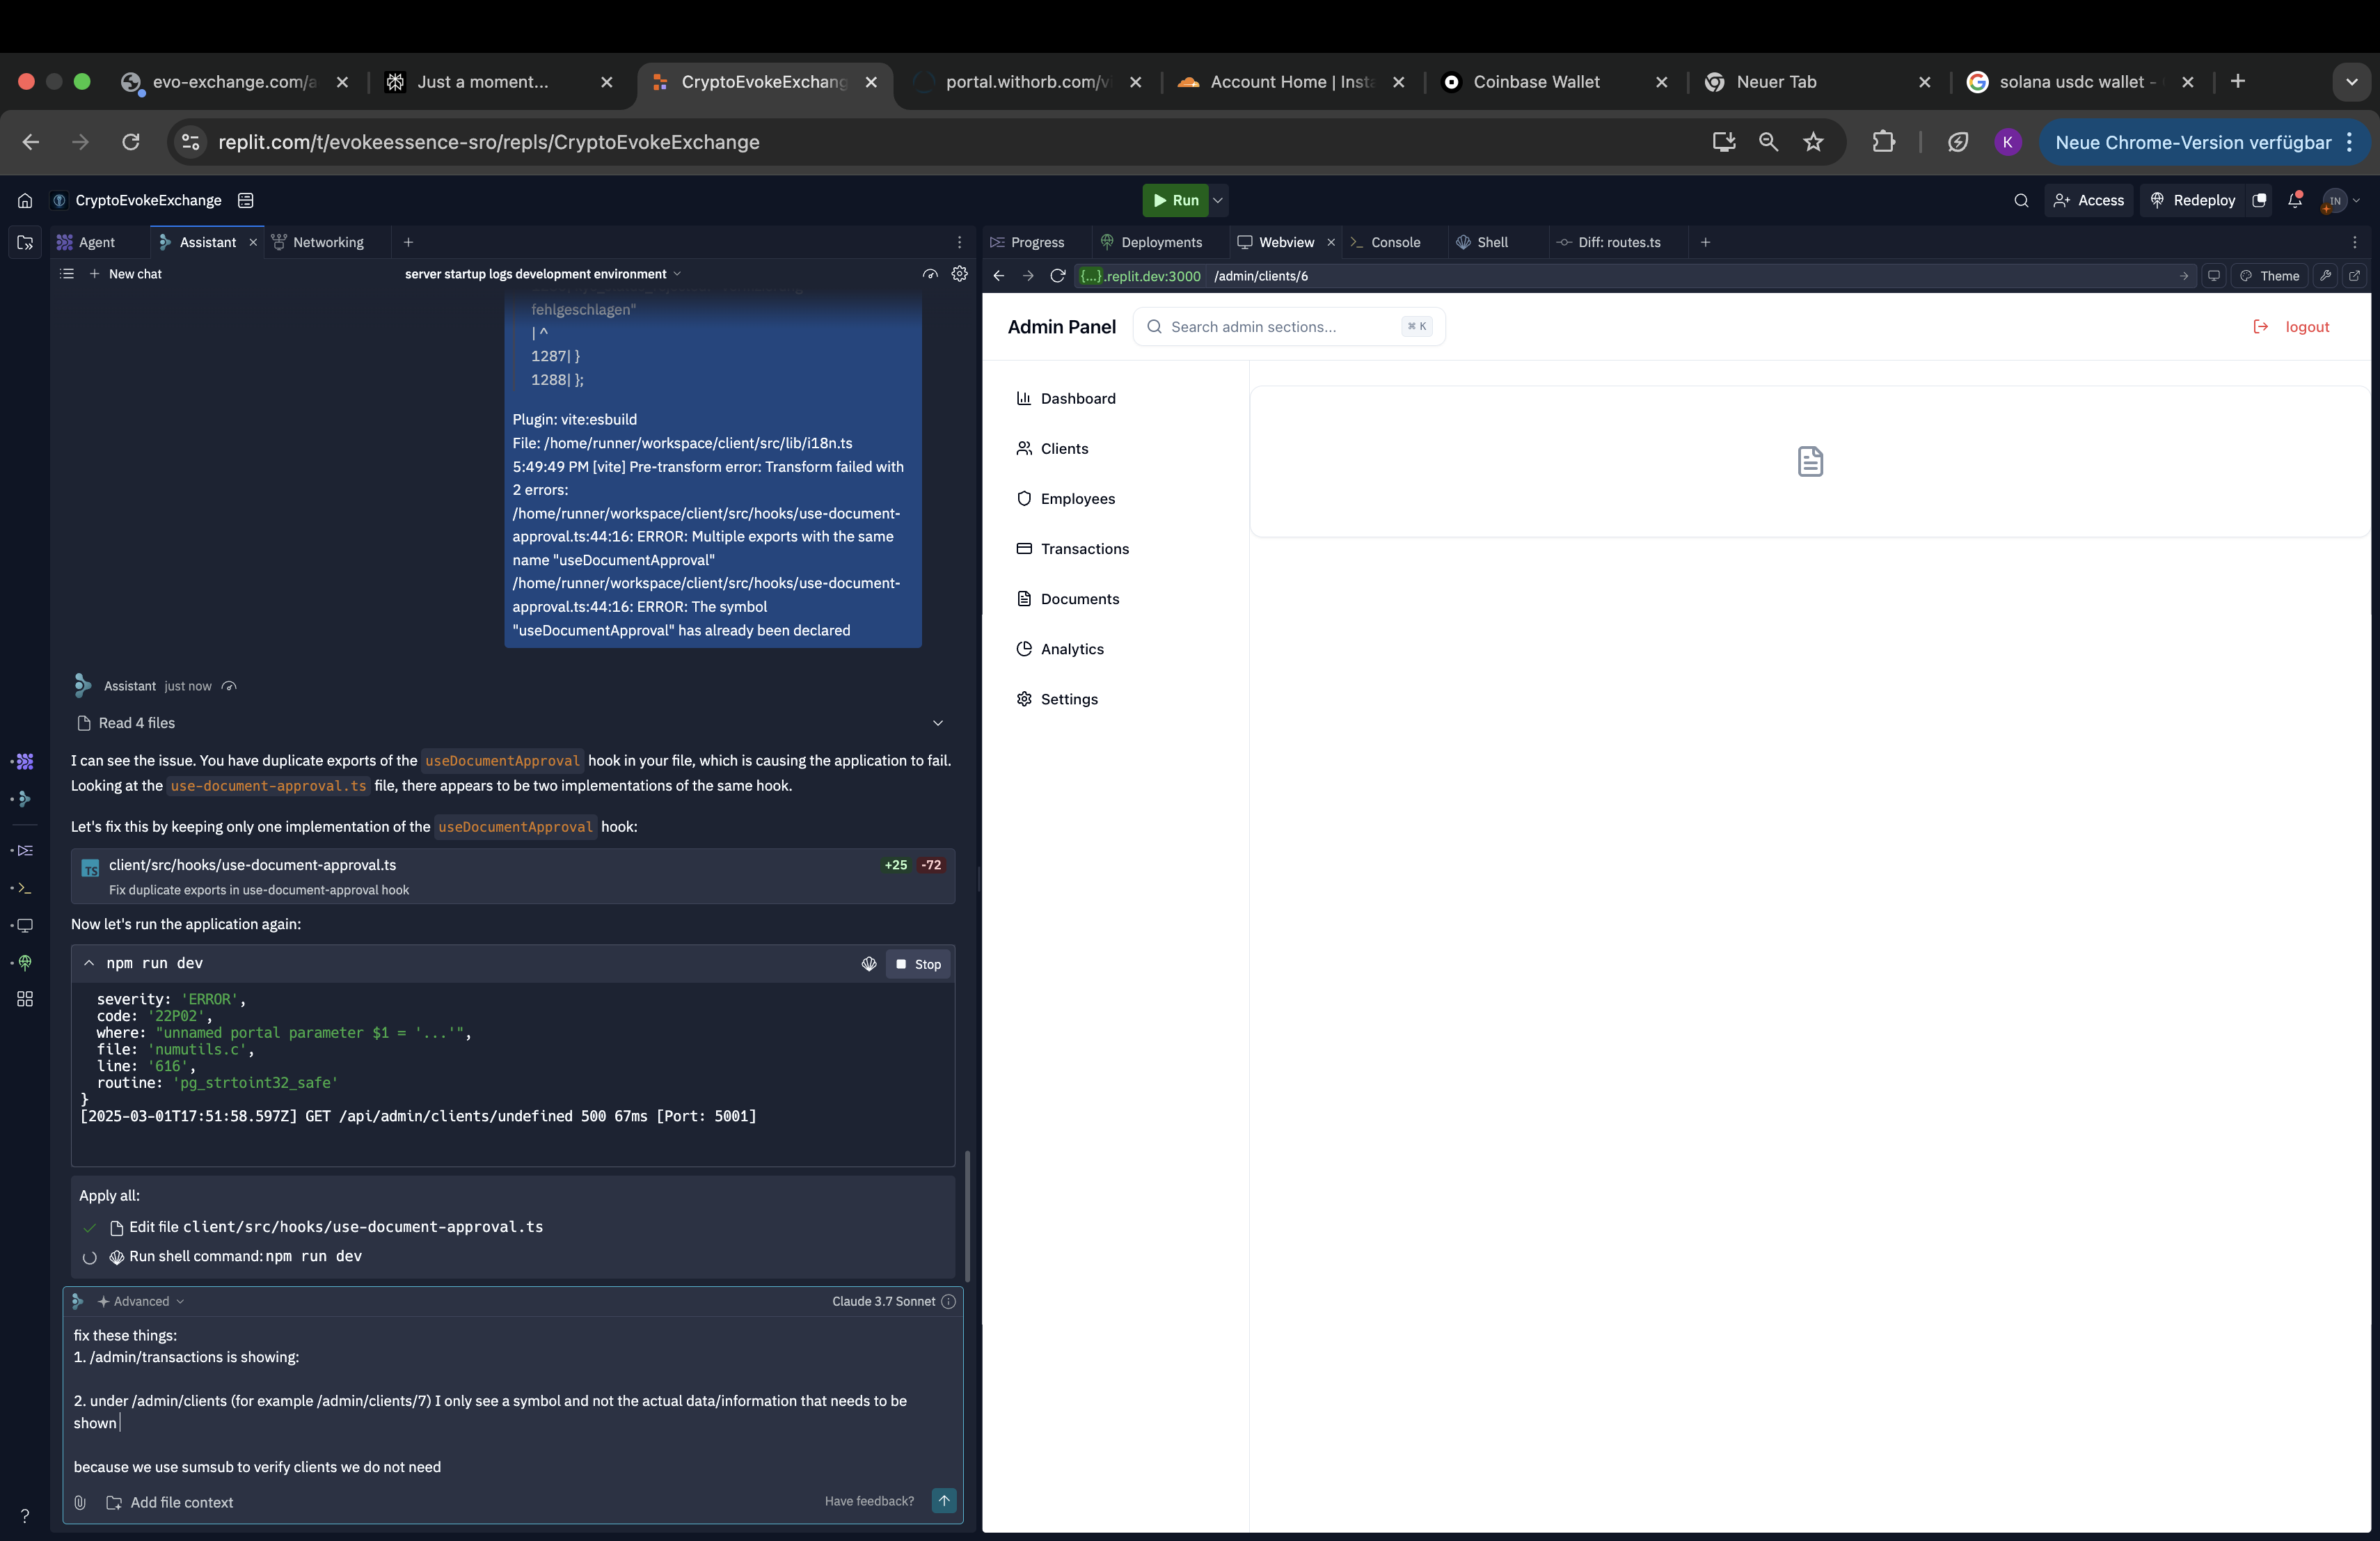 evo-exchange.com/a
Just a moment...
CryptoEvokeExchang
portal.withorb.com/vi
Account Home | Insta
Coinbase Wallet
Neuer Tab
solana usdc wallet -
replit.com/t/evokeessence-sro/repls/CryptoEvokeExchange
K
Neue Chrome-Version verfügbar
CryptoEvokeExchange
Run
Access
Redeploy
IN
Agent
Assistant
Networking
Progress
Deployments
Webview
Console
Shell
Diff: routes.ts
New chat
server startup logs development environment
{...}.replit.dev:3000
/admin/clients/6
Theme
fehlgeschlagen"
| ^
1287| }
1288| };
Plugin: vite:esbuild
File: /home/runner/workspace/client/src/lib/i18n.ts
5:49:49 PM [vite] Pre-transform error: Transform failed with
2 errors:
/home/runner/workspace/client/src/hooks/use-document-
approval.ts:44:16: ERROR: Multiple exports with the same
name "useDocumentApproval"
/home/runner/workspace/client/src/hooks/use-document-
approval.ts:44:16: ERROR: The symbol
"useDocumentApproval" has already been declared
Assistant just now
Read 4 files
I can see the issue. You have duplicate exports of the useDocumentApproval hook in your file, which is causing the application to fail.
Looking at the use-document-approval.ts file, there appears to be two implementations of the same hook.
Let's fix this by keeping only one implementation of the useDocumentApproval hook:
TS
client/src/hooks/use-document-approval.ts
+25 -72
Fix duplicate exports in use-document-approval hook
Now let's run the application again:
npm run dev
Stop
severity: 'ERROR',
code: '22P02',
where: "unnamed portal parameter $1 = '...'",
file: 'numutils.c',
line: '616',
routine: 'pg_strtoint32_safe'
}
[2025-03-01T17:51:58.597Z] GET /api/admin/clients/undefined 500 67ms [Port: 5001]
Apply all:
Edit file client/src/hooks/use-document-approval.ts
Run shell command: npm run dev
Advanced
Claude 3.7 Sonnet
fix these things:
1. /admin/transactions is showing:
2. under /admin/clients (for example /admin/clients/7) I only see a symbol and not the actual data/information that needs to be
shown
because we use sumsub to verify clients we do not need
Add file context
Have feedback?
?
Admin Panel
Search admin sections...
⌘ K
logout
Dashboard
Clients
Employees
Transactions
Documents
Analytics
Settings